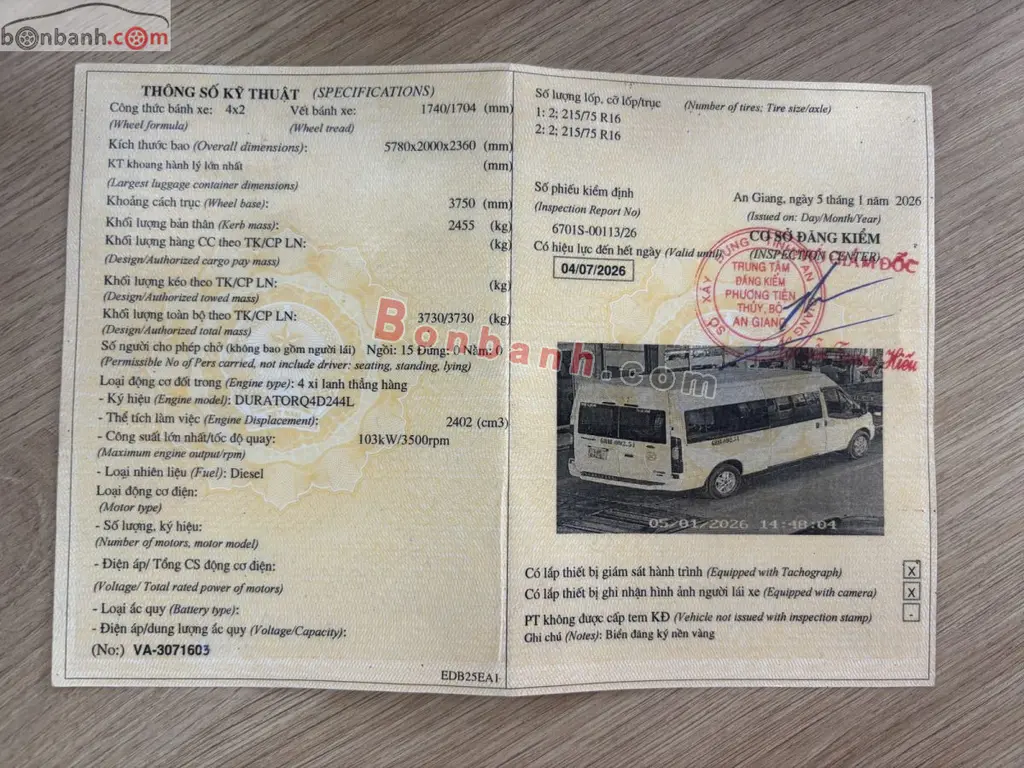 bonbanh.com
THÔNG SỐ KỸ THUẬT (SPECIFICATIONS)
Công thức bánh xe: 4x2 Vết bánh xe: 1740/1704 (mm)
(Wheel formula) (Wheel tread)
Kích thước bao (Overall dimensions): 5780x2000x2360 (mm)
KT khoang hành lý lớn nhất (mm)
(Largest luggage container dimensions)
Khoảng cách trục (Wheel base): 3750 (mm)
Khối lượng bản thân (Kerb mass): 2455 (kg)
Khối lượng hàng CC theo TK/CP LN: (kg)
(Design/Authorized cargo pay mass)
Khối lượng kéo theo TK/CP LN: (kg)
(Design/Authorized towed mass)
Khối lượng toàn bộ theo TK/CP LN: 3730/3730 (kg)
(Design/Authorized total mass)
Số người cho phép chở (không bao gồm người lái) Ngồi: 15 Đứng: 0 Nằm: 0
(Permissible No of Pers carried, not include driver: seating, standing, lying)
Loại động cơ đốt trong (Engine type): 4 xi lanh thẳng hàng
- Ký hiệu (Engine model): DURATORQ4D244L
- Thể tích làm việc (Engine Displacement): 2402 (cm3)
- Công suất lớn nhất/tốc độ quay: 103kW/3500rpm
(Maximum engine output/rpm)
- Loại nhiên liệu (Fuel): Diesel
Loại động cơ điện:
(Motor type)
- Số lượng, ký hiệu:
(Number of motors, motor model)
- Điện áp/ Tổng CS động cơ điện:
(Voltage/ Total rated power of motors)
- Loại ắc quy (Battery type):
- Điện áp/dung lượng ắc quy (Voltage/Capacity):
(No:) VA-3071603
EDB25EA1
Số lượng lốp, cỡ lốp/trục (Number of tires; Tire size/axle)
1: 2; 215/75 R16
2: 2; 215/75 R16
Số phiếu kiểm định
(Inspection Report No)
6701S-00113/26
An Giang, ngày 5 tháng 1 năm 2026
(Issued on: Day/Month/Year)
Có hiệu lực đến hết ngày (Valid until)
04/07/2026
CƠ SỞ ĐĂNG KIỂM
(INSPECTION CENTER)
GIÁM ĐỐC
TRUNG TÂM
ĐĂNG KIỂM
PHƯƠNG TIỆN
THỦY, BỘ
AN GIANG
Hiếu
Bonbanh.com
05/01/2026 14:48:04
Có lắp thiết bị giám sát hành trình (Equipped with Tachograph) X
Có lắp thiết bị ghi nhận hình ảnh người lái xe (Equipped with camera) X
PT không được cấp tem KĐ (Vehicle not issued with inspection stamp) -
Ghi chú (Notes): Biển đăng ký nền vàng